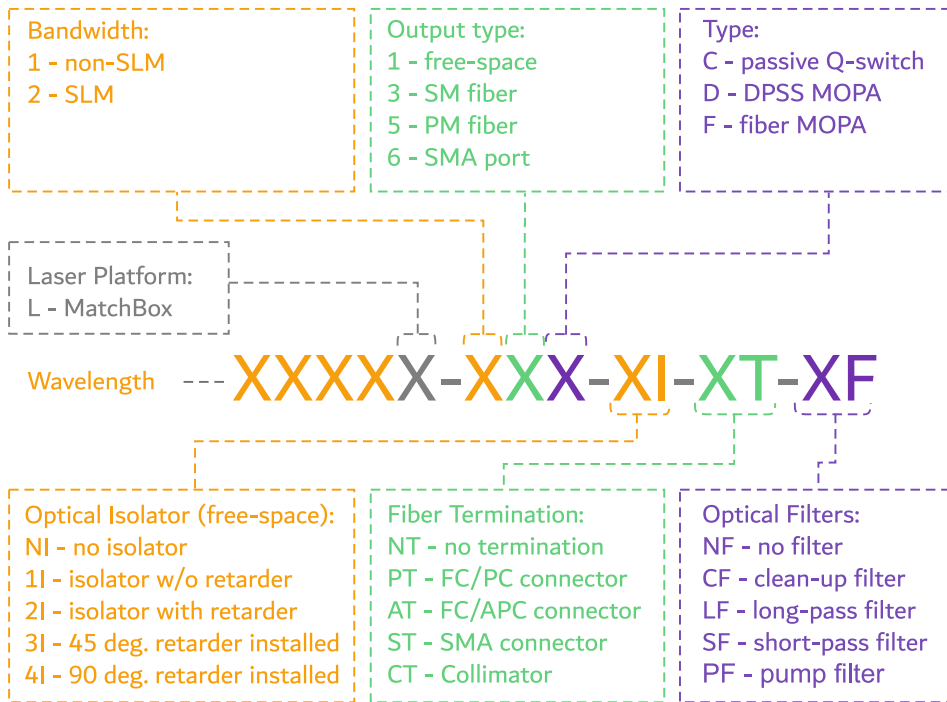 Bandwidth:
1 - non-SLM
2 - SLM
Output type:
1 - free-space
3 - SM fiber
5 - PM fiber
6 - SMA port
Type:
C - passive Q-switch
D - DPSS MOPA
F - fiber MOPA
Laser Platform:
L - MatchBox
Wavelength
XXXXX-XXX-XI-XT-XF
Optical Isolator (free-space):
NI - no isolator
1I - isolator w/o retarder
2I - isolator with retarder
3I - 45 deg. retarder installed
4I - 90 deg. retarder installed
Fiber Termination:
NT - no termination
PT - FC/PC connector
AT - FC/APC connector
ST - SMA connector
CT - Collimator
Optical Filters:
NF - no filter
CF - clean-up filter
LF - long-pass filter
SF - short-pass filter
PF - pump filter